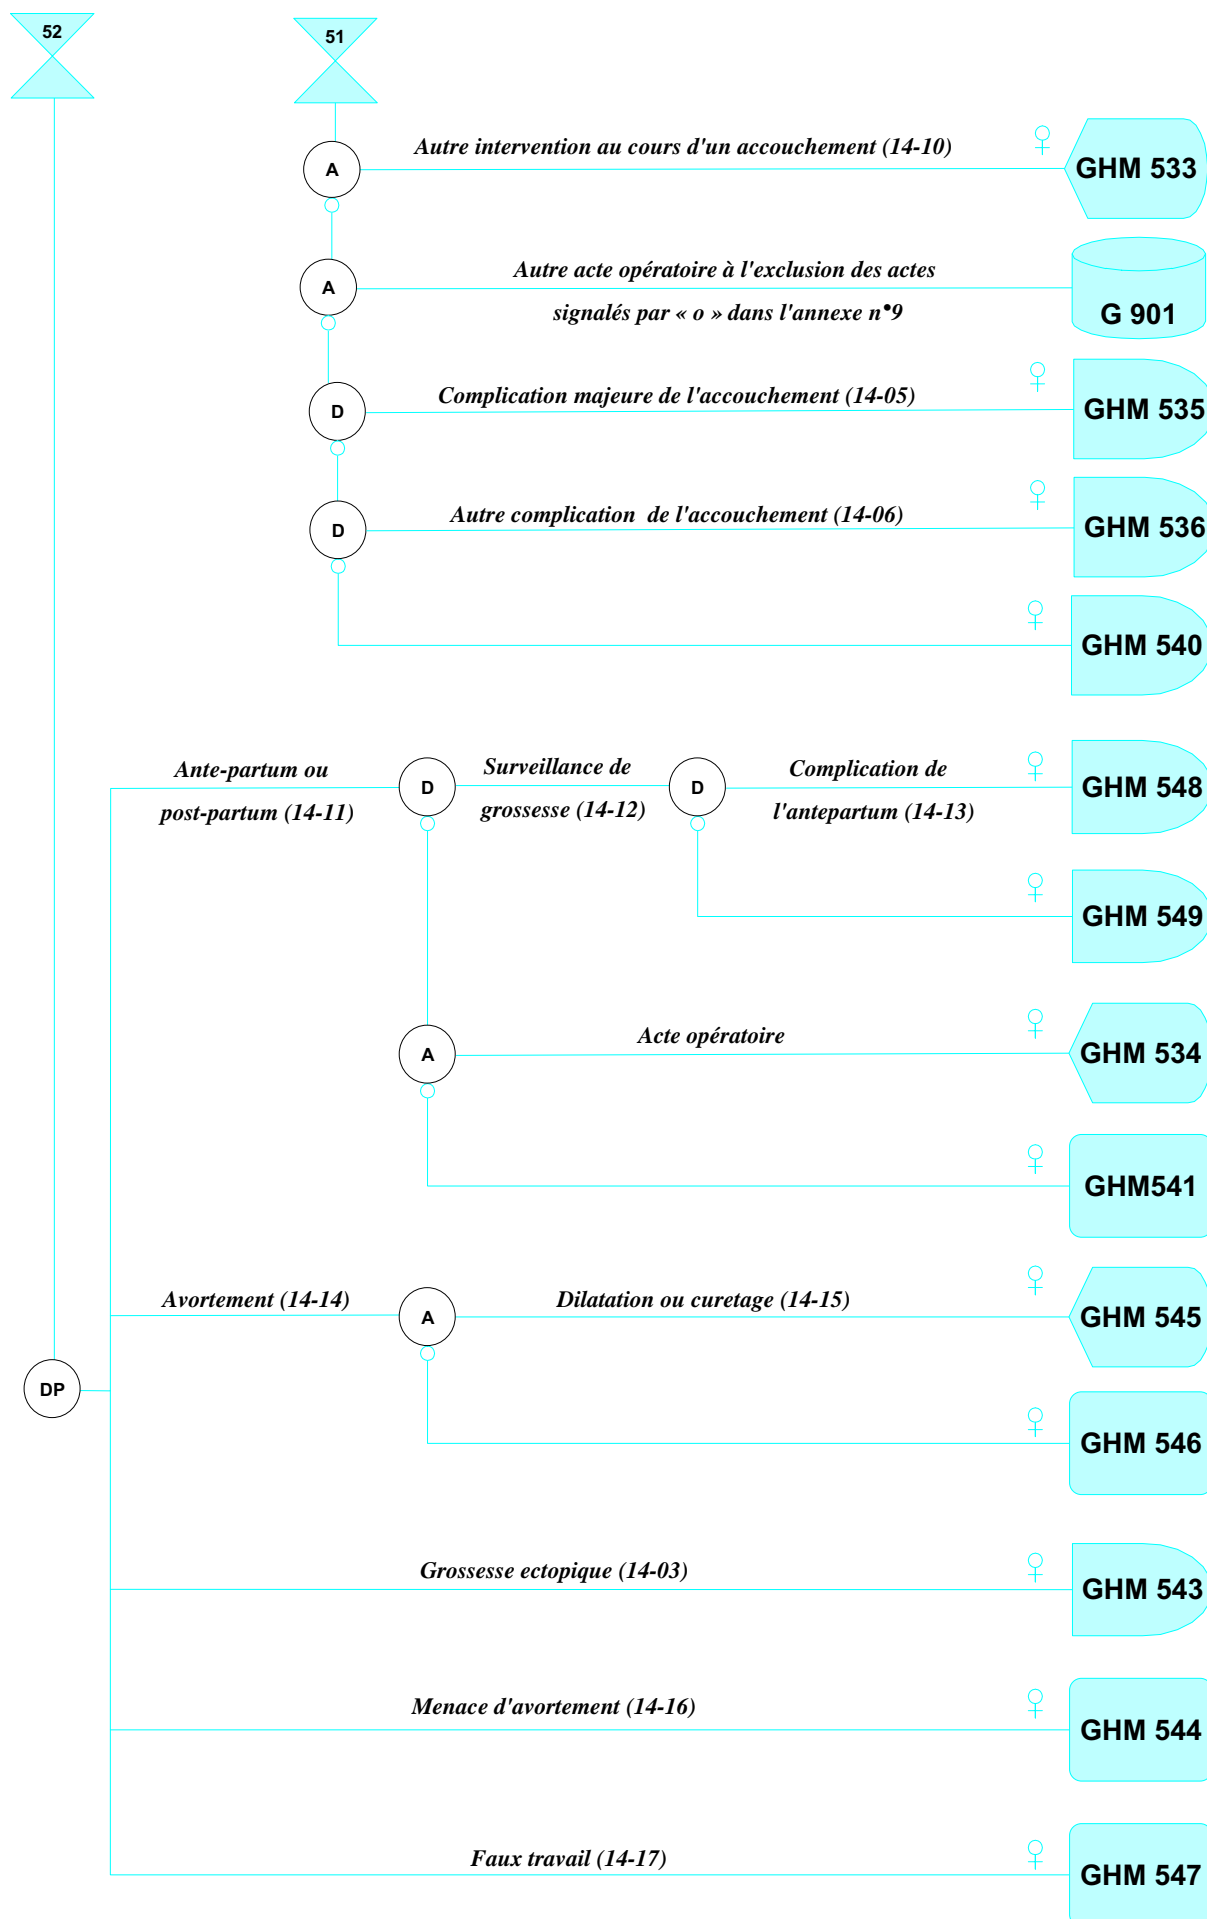 52
51
Autre intervention au cours d'un accouchement (14-10)
A
GHM 533
Autre acte opératoire à l'exclusion des actes
A
signalés par « o » dans l'annexe n°9
G 901
Complication majeure de l'accouchement (14-05)
D
GHM 535
Autre complication de l'accouchement (14-06)
D
GHM 536
GHM 540
Ante-partum ou
post-partum (14-11)
D
Surveillance de
grossesse (14-12)
D
Complication de
l'antepartum (14-13)
GHM 548
GHM 549
A
Acte opératoire
GHM 534
GHM541
Avortement (14-14)
A
Dilatation ou curetage (14-15)
GHM 545
DP
GHM 546
Grossesse ectopique (14-03)
GHM 543
Menace d'avortement (14-16)
GHM 544
Faux travail (14-17)
GHM 547